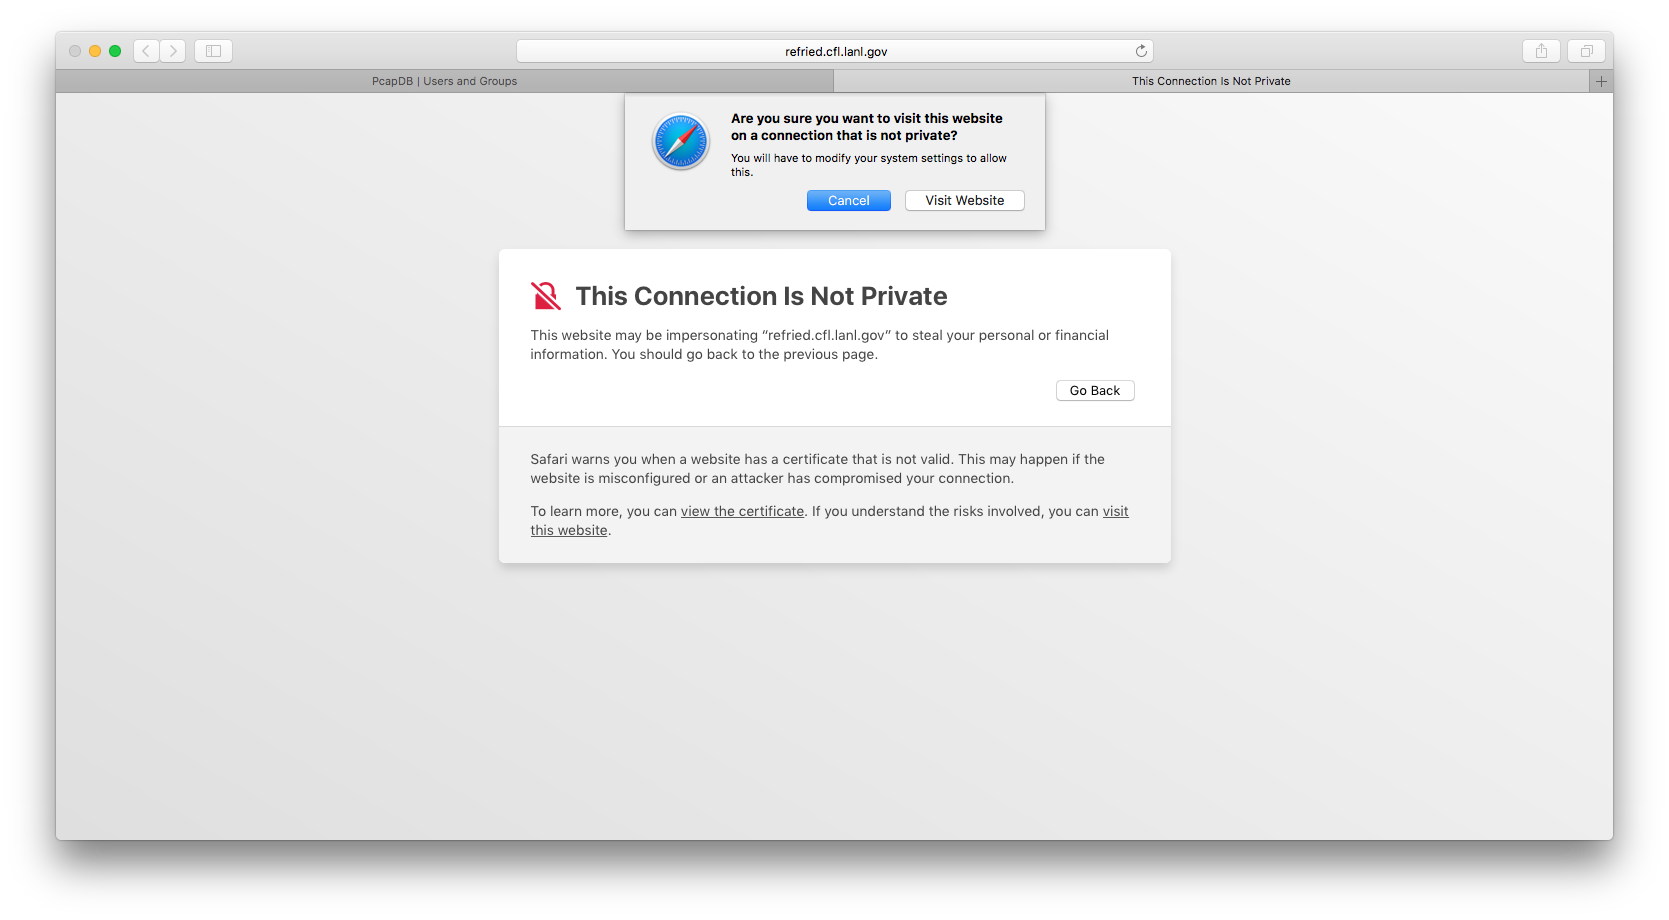 refried.cfl.lanl.gov
PcapDB | Users and Groups
This Connection Is Not Private
Are you sure you want to visit this website
on a connection that is not private?
You will have to modify your system settings to allow
this.
Cancel
Visit Website
This Connection Is Not Private
This website may be impersonating “refried.cfl.lanl.gov” to steal your personal or financial
information. You should go back to the previous page.
Go Back
Safari warns you when a website has a certificate that is not valid. This may happen if the
website is misconfigured or an attacker has compromised your connection.
To learn more, you can view the certificate. If you understand the risks involved, you can visit
this website.